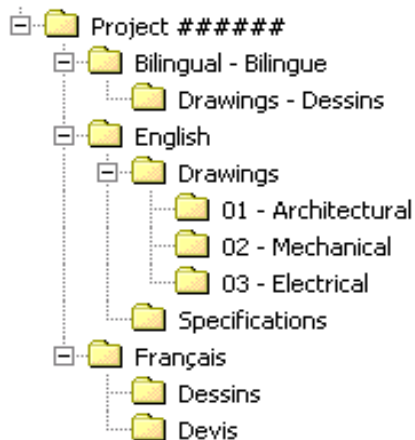 Project ######
Bilingual - Bilingue
Drawings - Dessins
English
Drawings
01 - Architectural
02 - Mechanical
03 - Electrical
Specifications
Français
Dessins
Devis